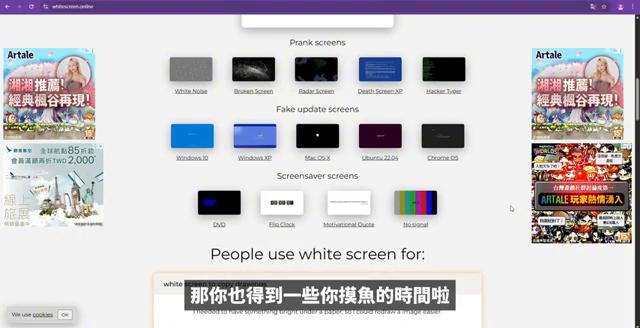 whitescreen.online
Prank screens
White Noise
Broken Screen
Radar Screen
Death Screen XP
Hacker Typer
Fake update screens
Windows 10
Windows XP
Mac OS X
Ubuntu 22.04
Chrome OS
Screensaver screens
DVD
Flip Clock
Motivational Quote
No signal
People use white screen for:
white screen to copy drawings
I needed to have something bright under a paper, so I could redraw a image easier.
那你也得到一些你摸魚的時間啦
We use cookies
OK
Artale
湘湘推薦!
經典楓谷再現!
全球航點85折起
會員滿額再折TWD 2,000
線上旅展
Artale
湘湘推薦!
經典楓谷再現!
台灣遊戲社群討論度第一
ARTALE 玩家熱情湧入